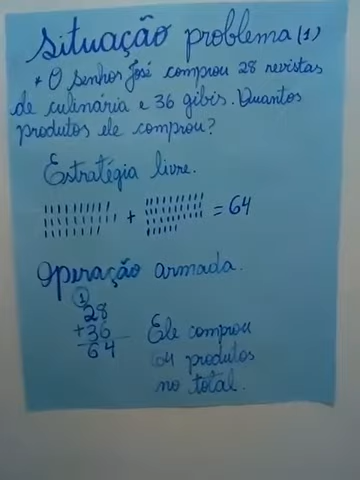 Situação problema (1)
* O senhor José comprou 28 revistas
de culinária e 36 gibis. Quantos
produtos ele comprou?
Estratégia livre.
+ = 64
Operação armada.
1
28
+36
64
Ele comprou
64 produtos
no total.